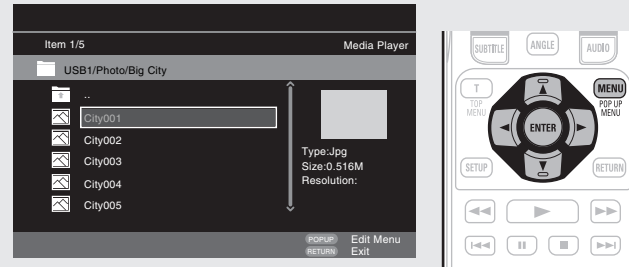 Item 1/5 Media Player
USB1/Photo/Big City
..
City001
City002
City003
City004
City005
Type:Jpg
Size:0.516M
Resolution:
POPUP Edit Menu
RETURN Exit
SUBTITLE ANGLE AUDIO
T MENU
TOP MENU POP UP MENU
ENTER
SETUP RETURN